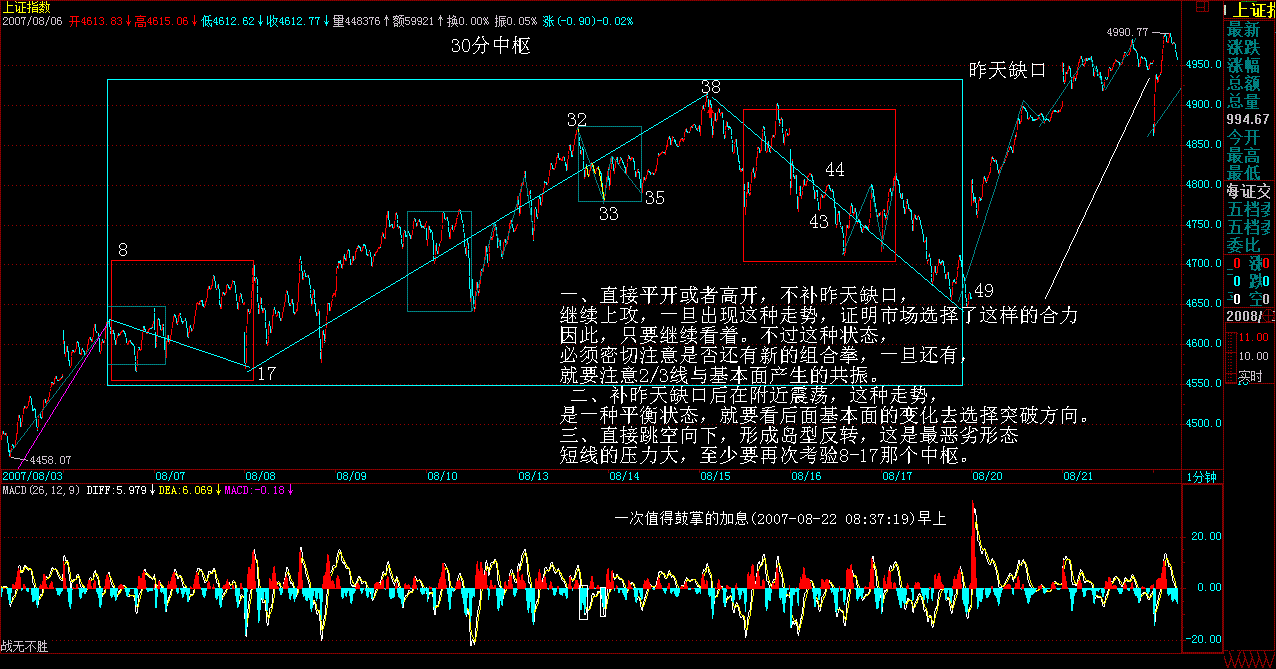 上证指数
2007/08/06 开4613.83↓高4615.08↓低4612.62↓收4612.77↓量448376↑额59921↑换0.00% 振0.05% 涨(-0.90)-0.02%
30分中枢
昨天缺口
4990.77
38
32
33
35
44
43
8
17
49
4458.07
一、直接平开或者高开，不补昨天缺口，
继续上攻，一旦出现这种走势，证明市场选择了这样的合力
因此，只要继续看着。不过这种状态，
必须密切注意是否还有新的组合拳，一旦还有，
就要注意2/3线与基本面产生的共振。
二、补昨天缺口后在附近震荡，这种走势，
是一种平衡状态，就要看后面基本面的变化去选择突破方向。
三、直接跳空向下，形成岛型反转，这是最恶劣形态
短线的压力大，至少要再次考验8-17那个中枢。
4950.0
4900.0
4850.0
4800.0
4750.0
4700.0
4650.0
4600.0
4550.0
4500.0
2007/08/03 08/07 08/08 08/09 08/10 08/13 08/14 08/15 08/16 08/17 08/20 08/21 1分钟
MACD(26,12,9) DIFF:5.979↓DEA:6.069↓MACD:-0.18↓
一次值得鼓掌的加息(2007-08-22 08:37:19)早上
20.00
0.00
-20.00
战无不胜
上证指
最新
涨跌
涨幅
总额
总量
994.67
今开
最高
最低
海证交
五档
五档
委比
0 涨0
0 跌0
0 空0
2008/
11.00
10.00
实时